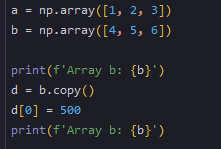 a = np.array([1, 2, 3])
b = np.array([4, 5, 6])
print(f'Array b: {b}')
d = b.copy()
d[0] = 500
print(f'Array b: {b}')